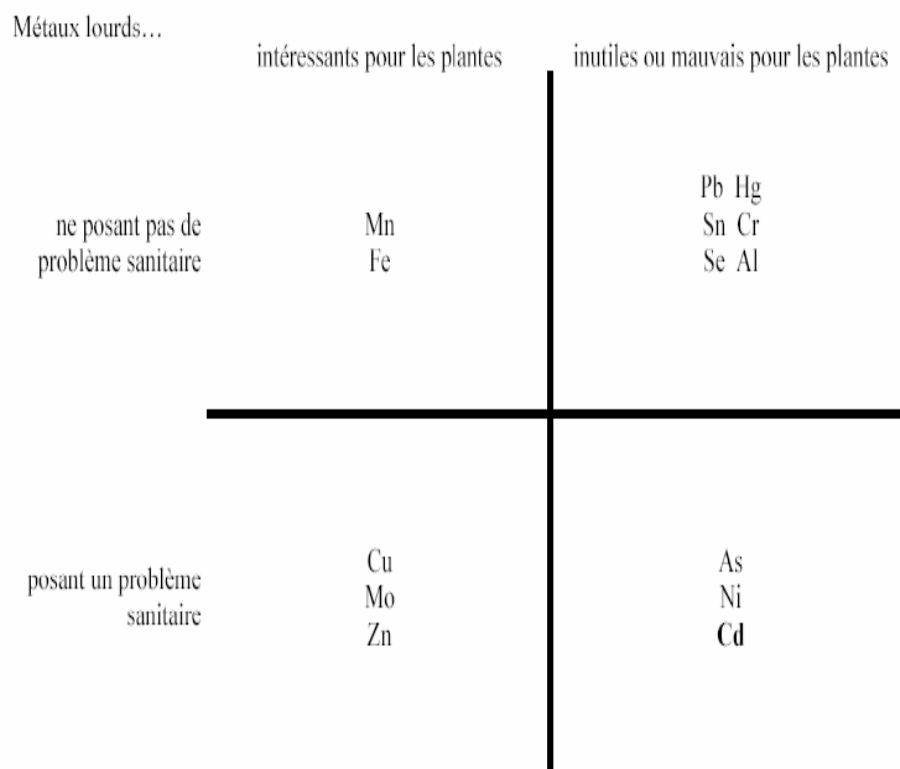 Métaux lourds…
intéressants pour les plantes
inutiles ou mauvais pour les plantes
ne posant pas de
problème sanitaire
Mn
Fe
Pb Hg
Sn Cr
Se Al
posant un problème
sanitaire
Cu
Mo
Zn
As
Ni
Cd